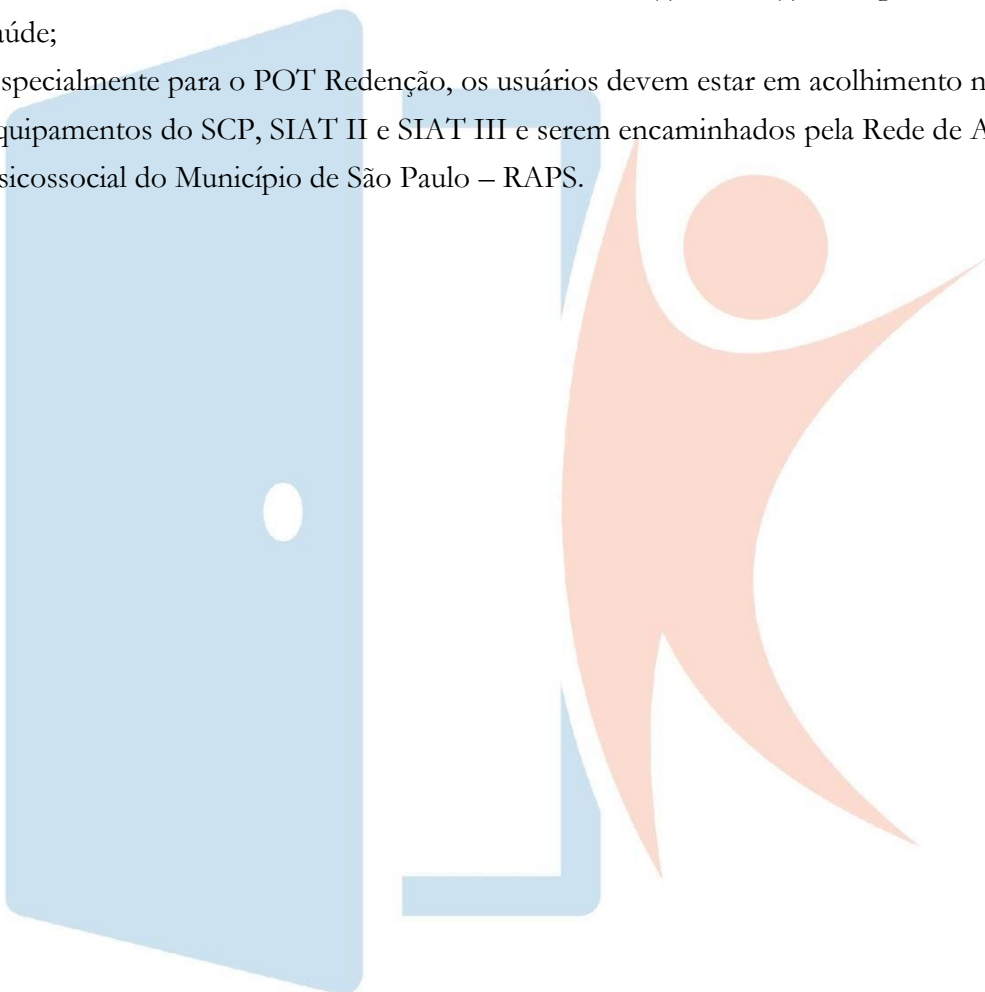 aúde;
specialmente para o POT Redenção, os usuários devem estar em acolhimento n
quipamentos do SCP, SIAT II e SIAT III e serem encaminhados pela Rede de A
sicossocial do Município de São Paulo – RAPS.